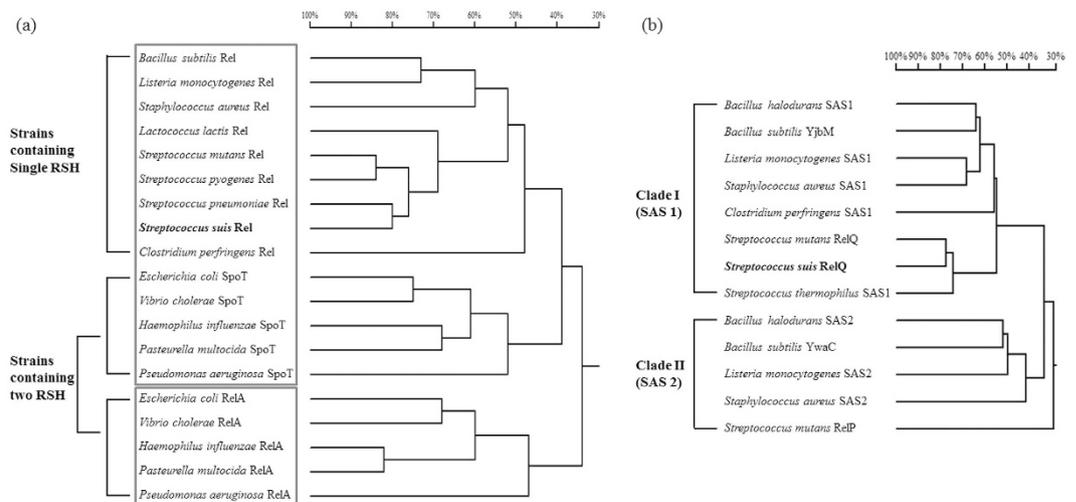 (a)
100% 90% 80% 70% 60% 50% 40% 30%
Strains
containing
Single RSH
Bacillus subtilis Rel
Listeria monocytogenes Rel
Staphylococcus aureus Rel
Lactococcus lactis Rel
Streptococcus mutans Rel
Streptococcus pyogenes Rel
Streptococcus pneumoniae Rel
Streptococcus suis Rel
Clostridium perfringens Rel
Strains
containing
two RSH
Escherichia coli SpoT
Vibrio cholerae SpoT
Haemophilus influenzae SpoT
Pasteurella multocida SpoT
Pseudomonas aeruginosa SpoT
Escherichia coli RelA
Vibrio cholerae RelA
Haemophilus influenzae RelA
Pasteurella multocida RelA
Pseudomonas aeruginosa RelA
(b)
100% 90% 80% 70% 60% 50% 40% 30%
Clade I
(SAS 1)
Bacillus halodurans SAS1
Bacillus subtilis YjbM
Listeria monocytogenes SAS1
Staphylococcus aureus SAS1
Clostridium perfringens SAS1
Streptococcus mutans RelQ
Streptococcus suis RelQ
Streptococcus thermophilus SAS1
Clade II
(SAS 2)
Bacillus halodurans SAS2
Bacillus subtilis YwaC
Listeria monocytogenes SAS2
Staphylococcus aureus SAS2
Streptococcus mutans RelP